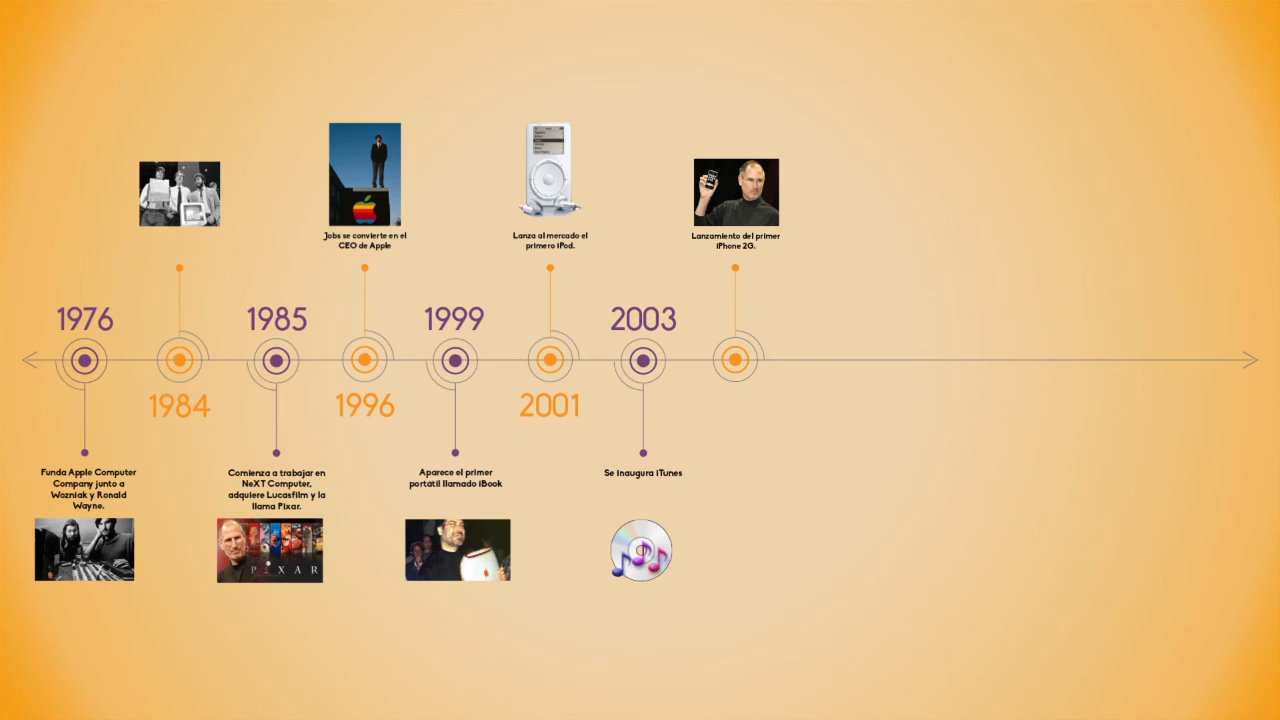 Jobs se convierte en el
CEO de Apple
Lanza al mercado el
primero iPod.
Lanzamiento del primer
iPhone 2G.
1976
1985
1999
2003
1984
1996
2001
Funda Apple Computer
Company junto a
Wozniak y Ronald
Wayne.
Comienza a trabajar en
NeXT Computer,
adquiere Lucasfilm y la
llama Pixar.
Aparece el primer
portátil llamado iBook
Se inaugura iTunes
PIXAR